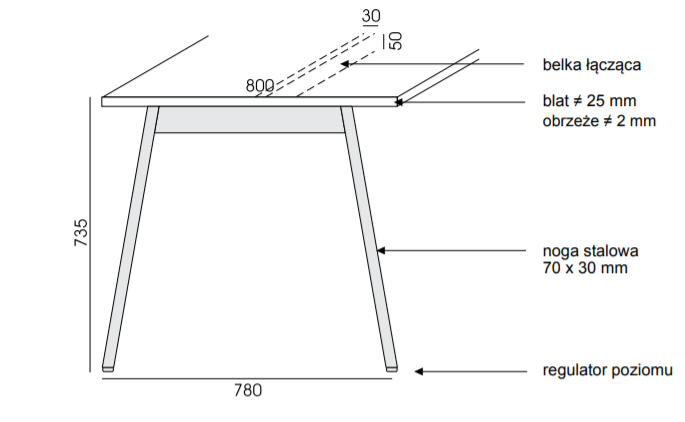 30
50
800
belka łącząca
blat ≠ 25 mm
obrzeże ≠ 2 mm
735
noga stalowa
70 x 30 mm
regulator poziomu
780